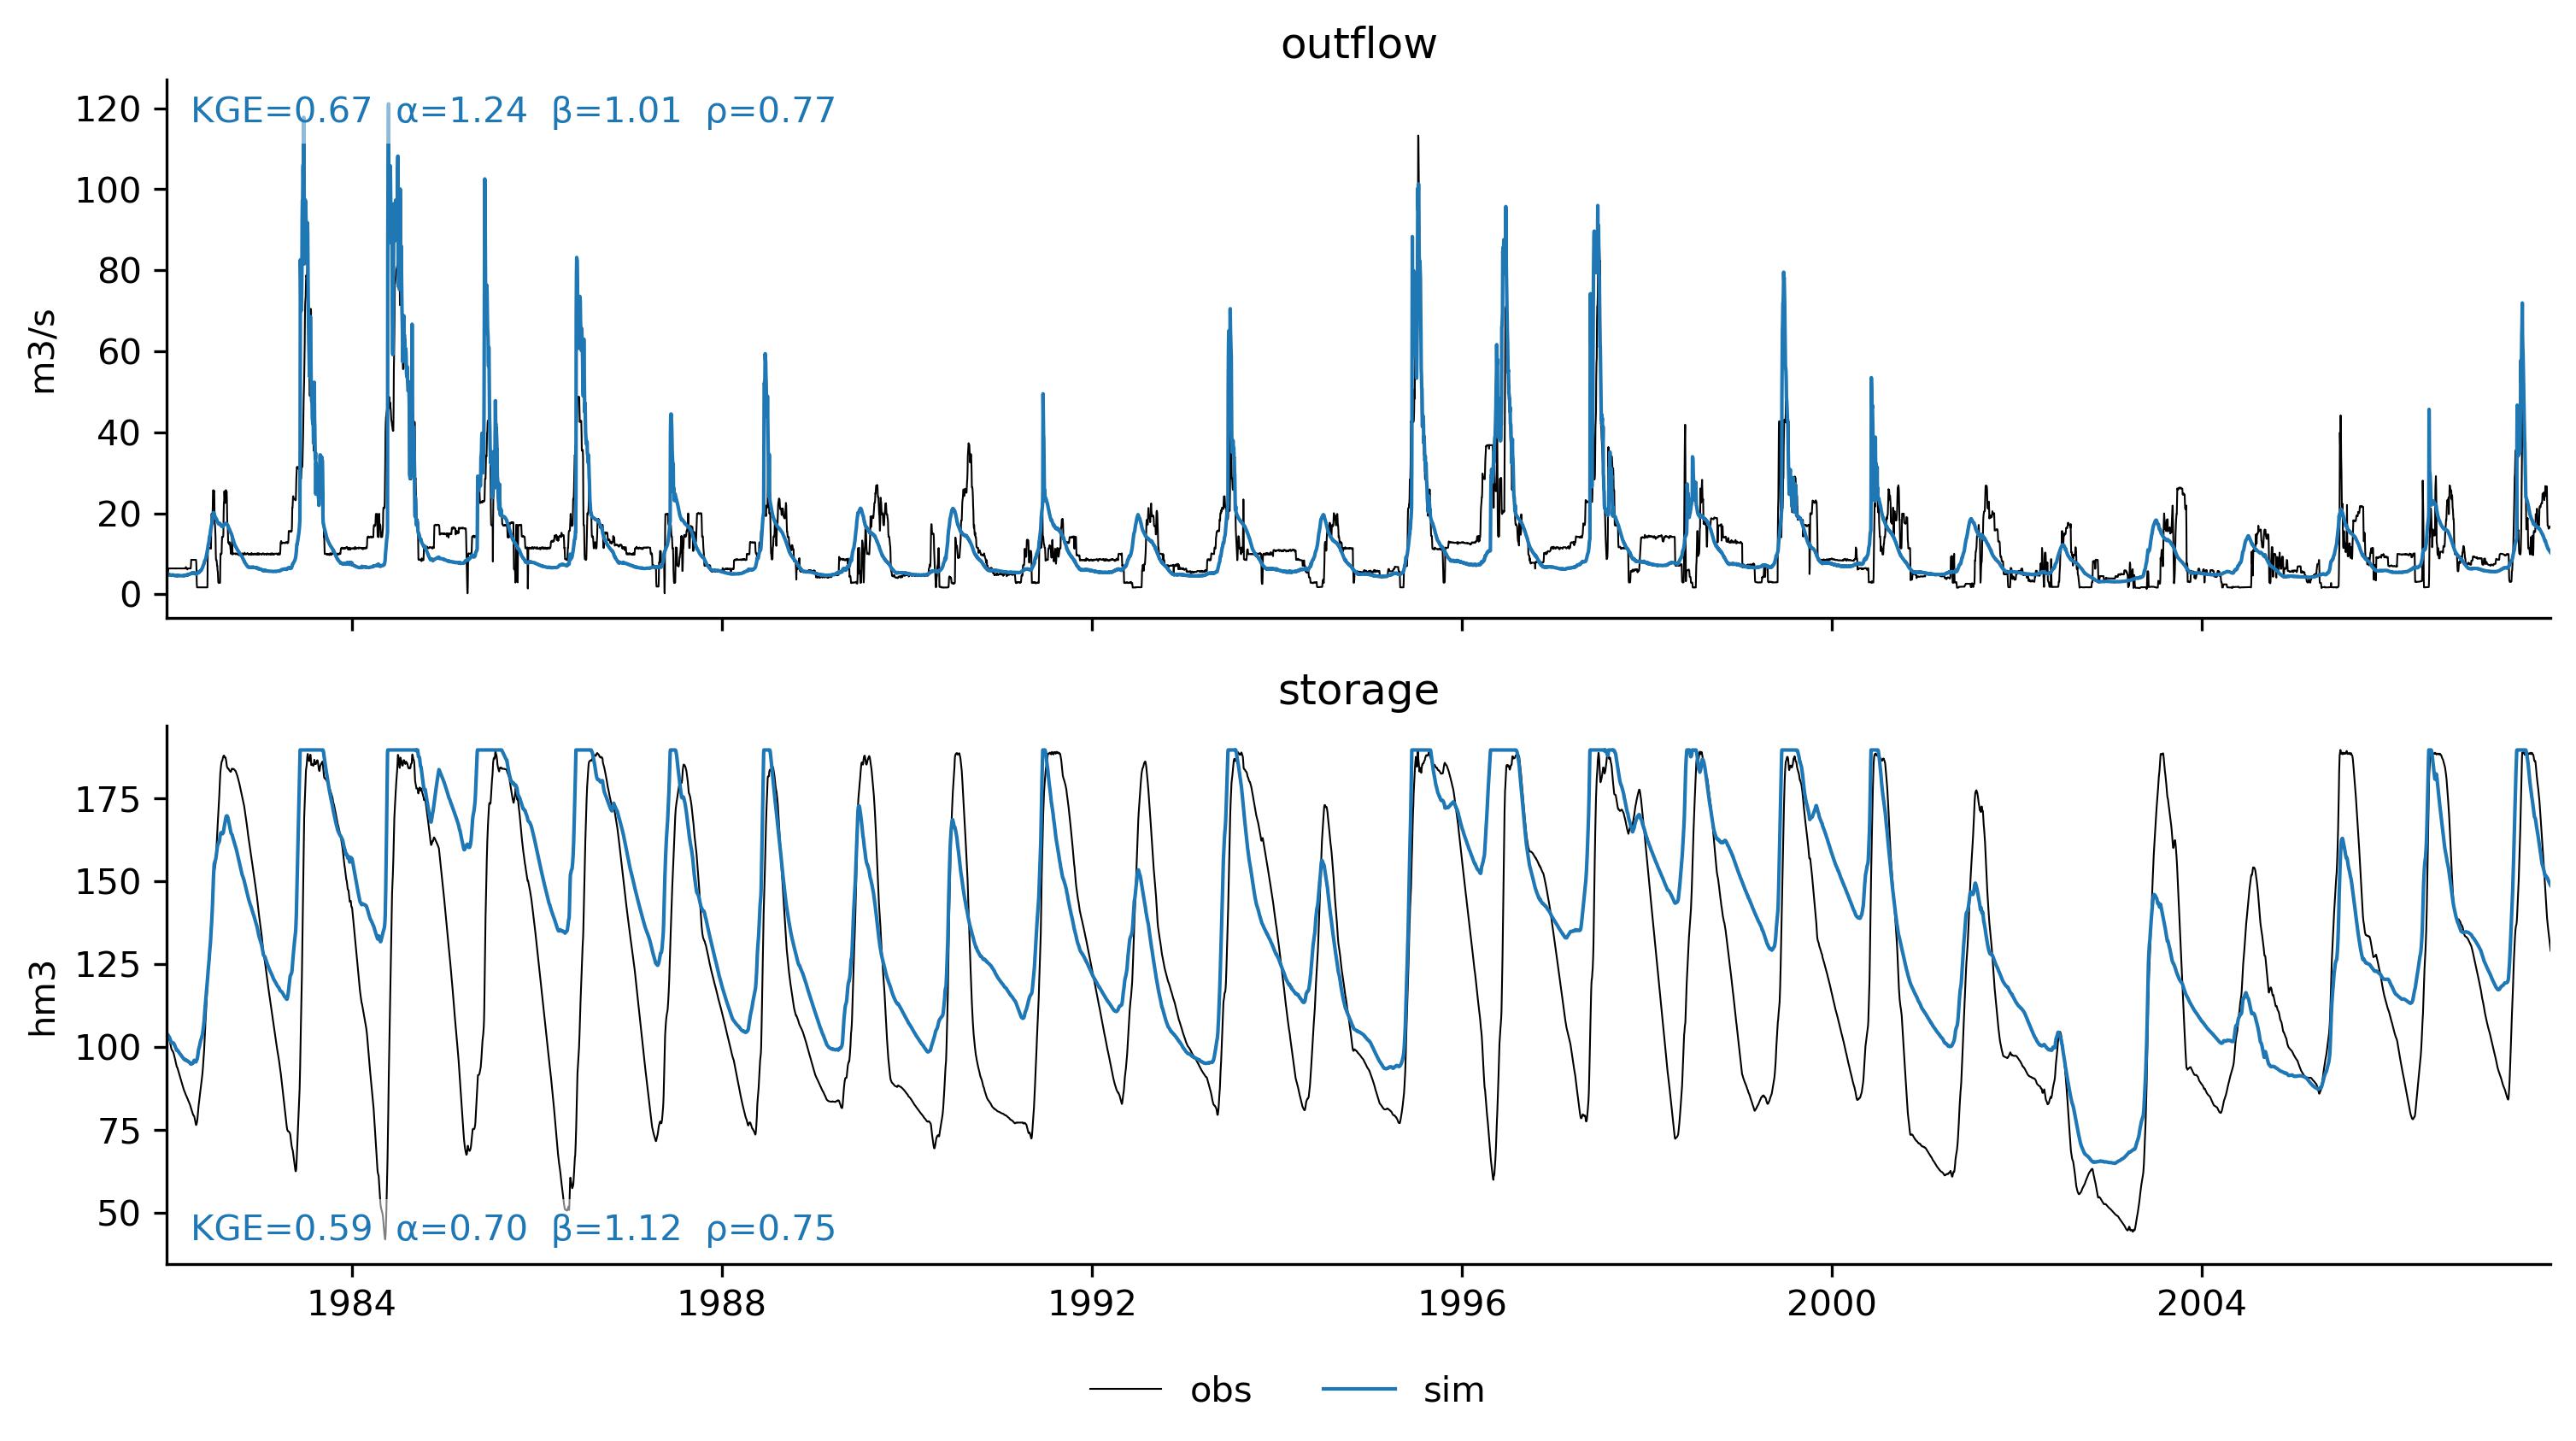 outflow
KGE=0.67 α=1.24 β=1.01 ρ=0.77
120
100
80
60
40
20
0
m3/s
storage
175
150
125
100
75
50
hm3
KGE=0.59 α=0.70 β=1.12 ρ=0.75
1984 1988 1992 1996 2000 2004
obs sim